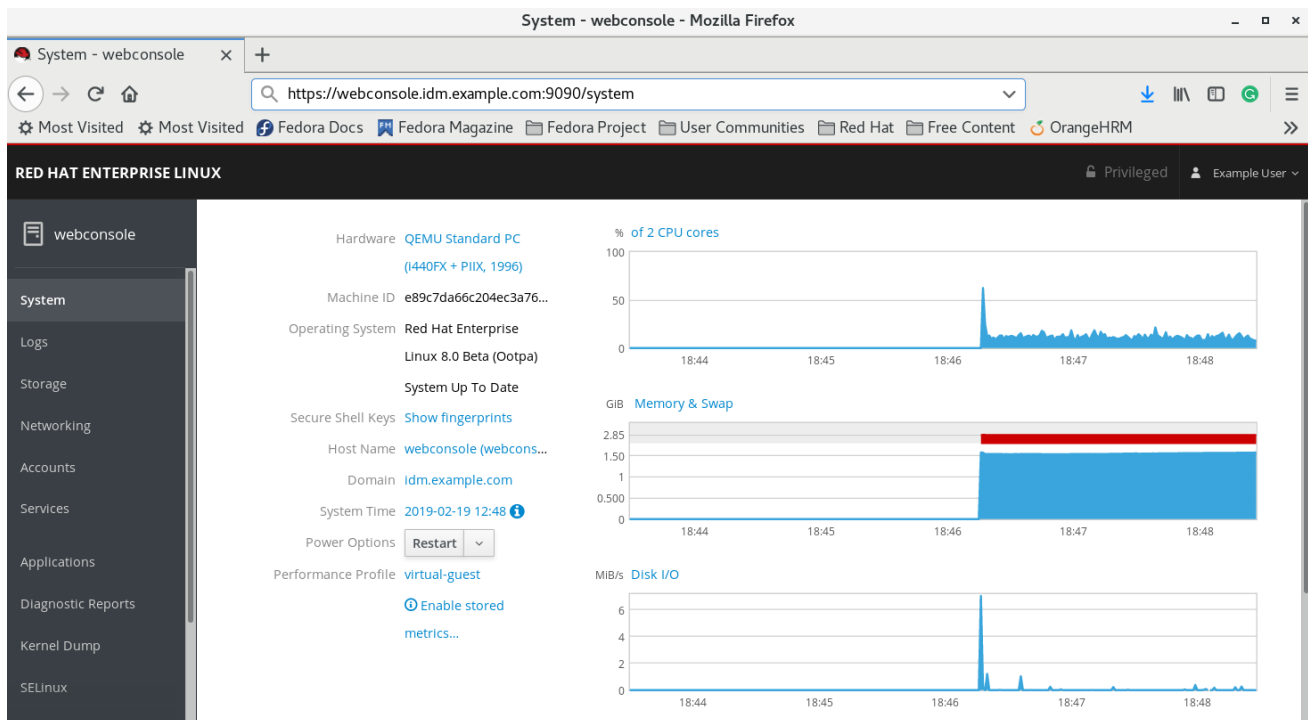 System - webconsole - Mozilla Firefox
System - webconsole
https://webconsole.idm.example.com:9090/system
Most Visited Most Visited Fedora Docs Fedora Magazine Fedora Project User Communities Red Hat Free Content OrangeHRM
RED HAT ENTERPRISE LINUX
Privileged
Example User
webconsole
System
Logs
Storage
Networking
Accounts
Services
Applications
Diagnostic Reports
Kernel Dump
SELinux
Hardware QEMU Standard PC
(i440FX + PIIX, 1996)
Machine ID e89c7da66c204ec3a76...
Operating System Red Hat Enterprise
Linux 8.0 Beta (Ootpa)
System Up To Date
Secure Shell Keys Show fingerprints
Host Name webconsole (webcons...
Domain idm.example.com
System Time 2019-02-19 12:48
Power Options Restart
Performance Profile virtual-guest
Enable stored
metrics...
% of 2 CPU cores
100
50
0
18:44 18:45 18:46 18:47 18:48
GiB Memory & Swap
2.85
1.50
1
0.500
0
18:44 18:45 18:46 18:47 18:48
MiB/s Disk I/O
6
4
2
0
18:44 18:45 18:46 18:47 18:48